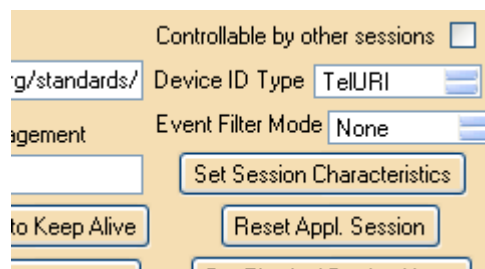 Controllable by other sessions
rg/standards/ Device ID Type TelURI
agement Event Filter Mode None
Set Session Characteristics
to Keep Alive Reset Appl. Session